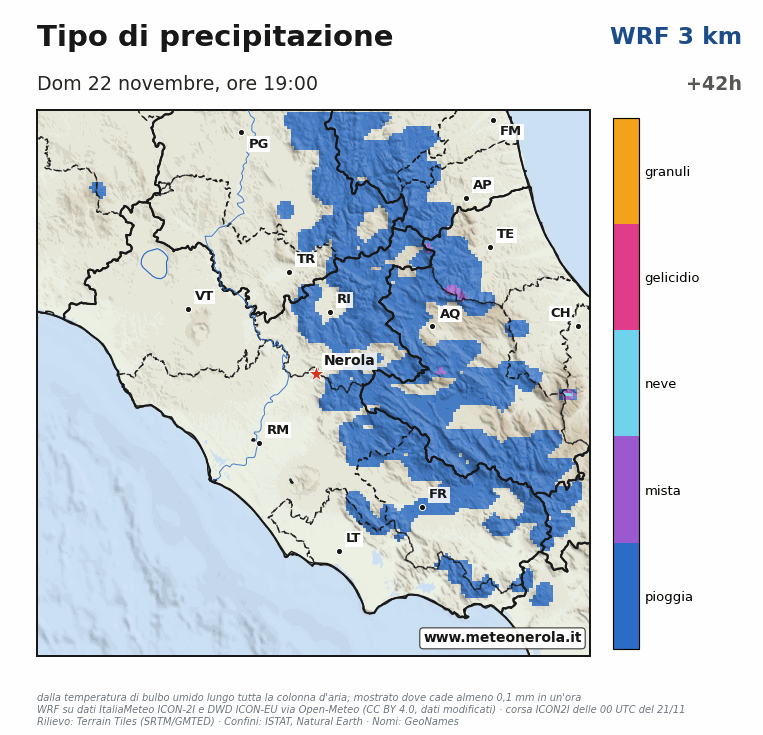 Tipo di precipitazione
WRF 3 km
Dom 22 novembre, ore 19:00
+42h
FM
PG
AP
TE
TR
RI
VT
AQ
CH
Nerola
RM
FR
LT
www.meteonerola.it
granuli
gelicidio
neve
mista
pioggia
dalla temperatura di bulbo umido lungo tutta la colonna d'aria; mostrato dove cade almeno 0,1 mm in un'ora
WRF su dati ItaliaMeteo ICON-2I e DWD ICON-EU via Open-Meteo (CC BY 4.0, dati modificati) · corsa ICON2I delle 00 UTC del 21/11
Rilievo: Terrain Tiles (SRTM/GMTED) · Confini: ISTAT, Natural Earth · Nomi: GeoNames